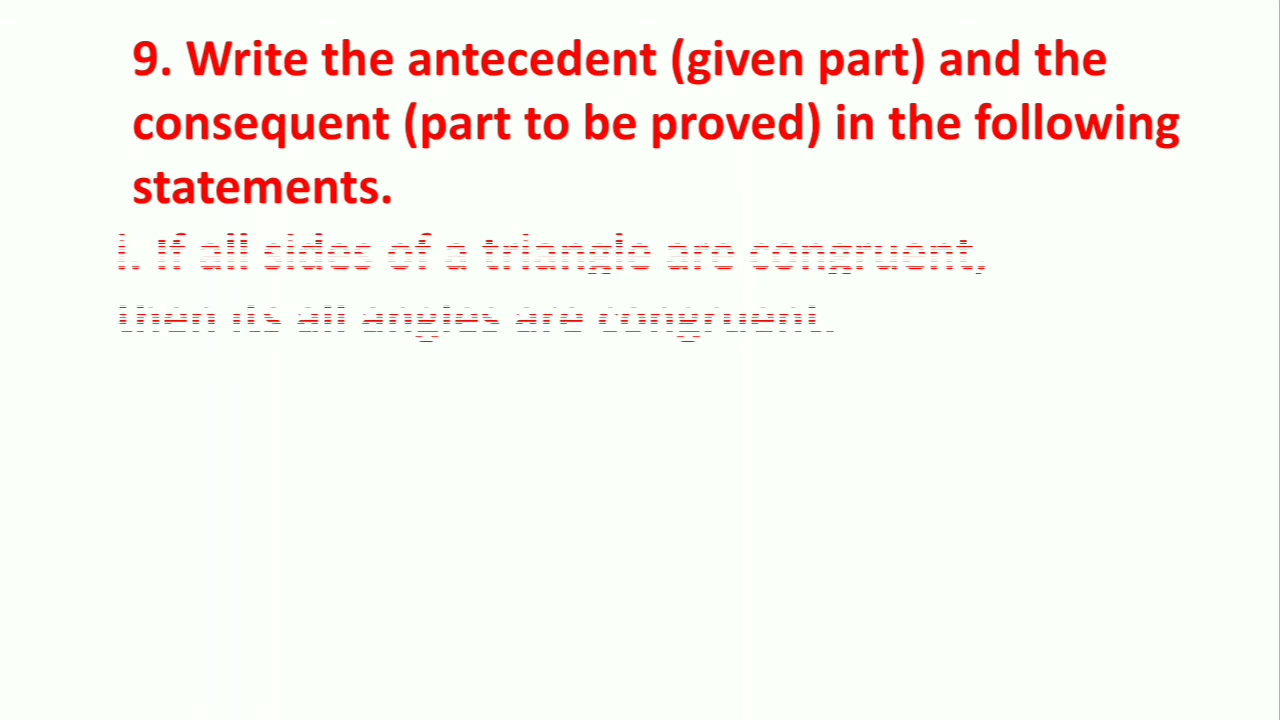 9. Write the antecedent (given part) and the
consequent (part to be proved) in the following
statements.
i. If all sides of a triangle are congruent,
then its all angles are congruent.